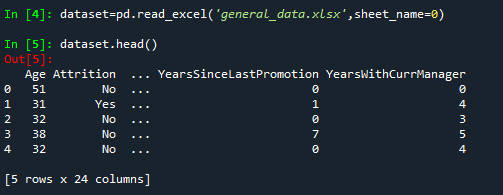 In [4]: dataset=pd.read_excel('general_data.xlsx',sheet_name=0)
In [5]: dataset.head()
Out[5]:
   Age Attrition  ... YearsSinceLastPromotion YearsWithCurrManager
0   51        No  ...                       0                    0
1   31       Yes  ...                       1                    4
2   32        No  ...                       0                    3
3   38        No  ...                       7                    5
4   32        No  ...                       0                    4
[5 rows x 24 columns]